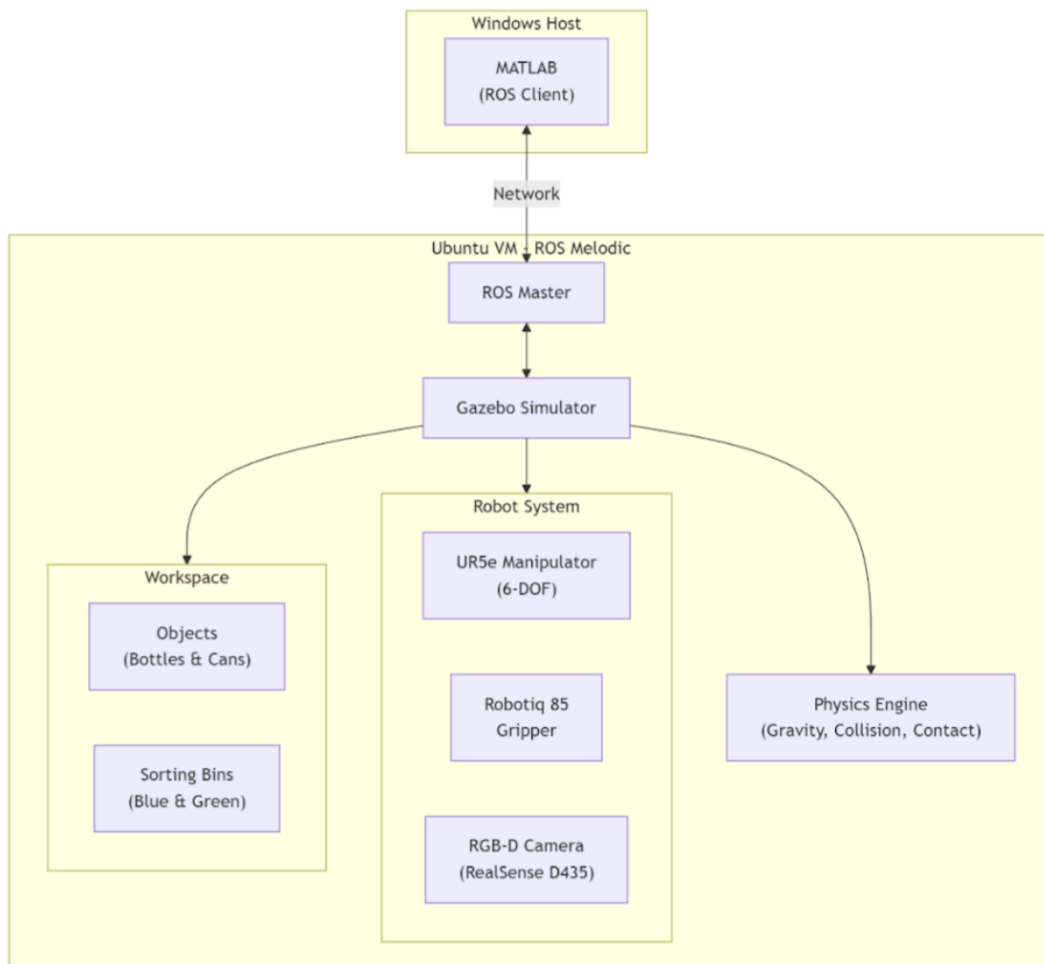 Windows Host
MATLAB
(ROS Client)
Network
Ubuntu VM - ROS Melodic
ROS Master
Gazebo Simulator
Robot System
UR5e Manipulator
(6-DOF)
Robotiq 85
Gripper
RGB-D Camera
(RealSense D435)
Workspace
Objects
(Bottles & Cans)
Sorting Bins
(Blue & Green)
Physics Engine
(Gravity, Collision, Contact)